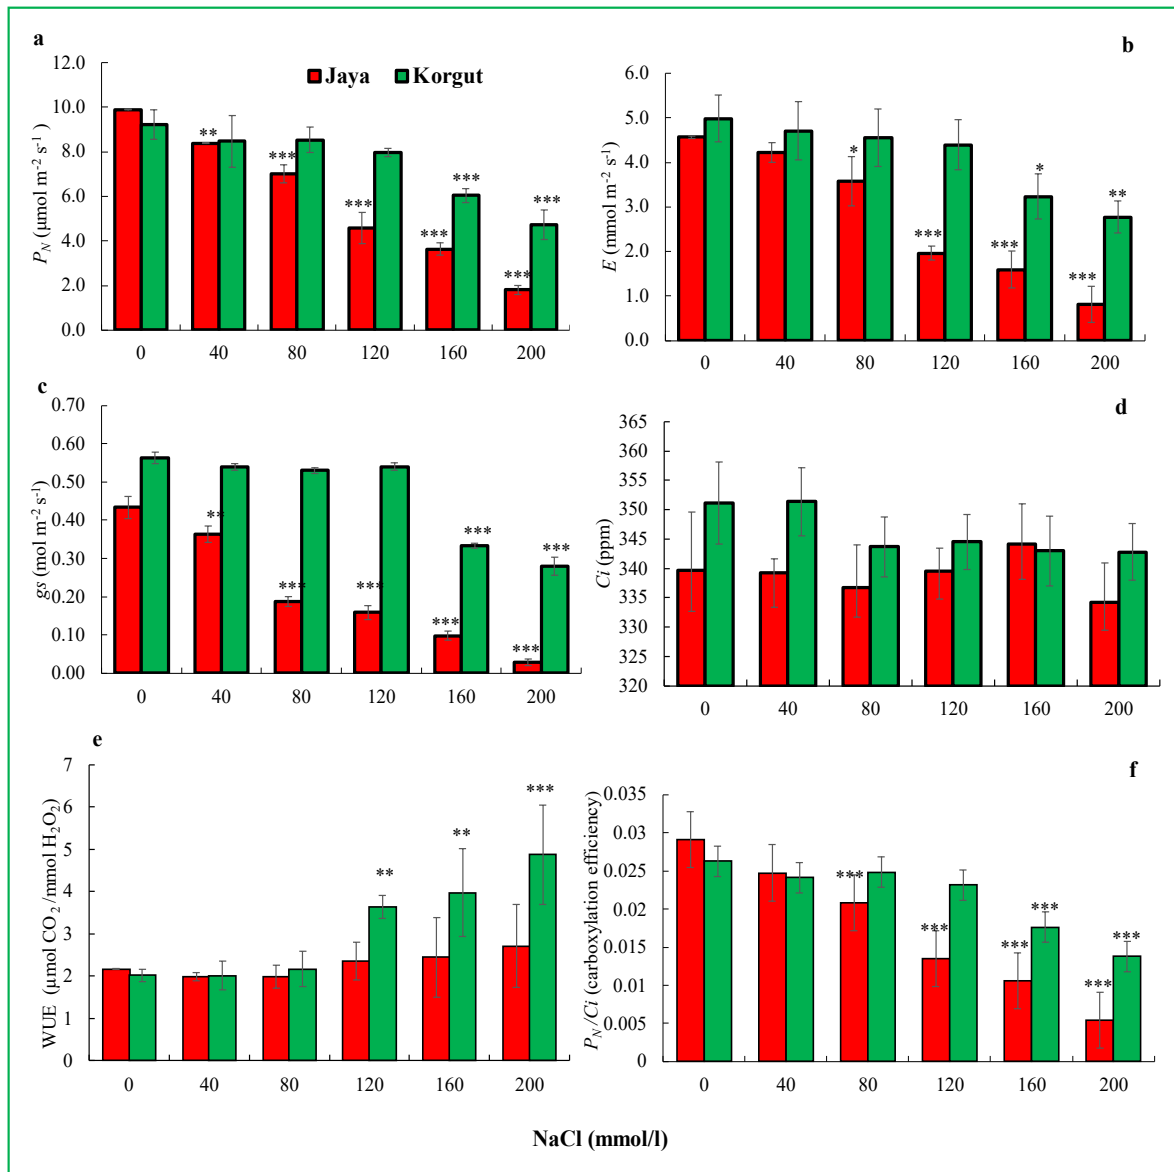 a
b
Jaya Korgut
12.0
10.0
8.0
6.0
4.0
2.0
0.0
P_N (μmol m⁻² s⁻¹)
** *** *** *** *** *** ***
0 40 80 120 160 200
6.0
5.0
4.0
3.0
2.0
1.0
0.0
E (mmol m⁻² s⁻¹)
* *** *** * *** **
0 40 80 120 160 200
c
d
0.70
0.60
0.50
0.40
0.30
0.20
0.10
0.00
gs (mol m⁻² s⁻¹)
** *** *** *** *** *** ***
0 40 80 120 160 200
365
360
355
350
345
340
335
330
325
320
Ci (ppm)
0 40 80 120 160 200
e
f
7
6
5
4
3
2
1
0
WUE (μmol CO₂/mmol H₂O₂)
** ** ***
0 40 80 120 160 200
0.035
0.03
0.025
0.02
0.015
0.01
0.005
0
P_N/Ci (carboxylation efficiency)
*** *** *** *** *** ***
0 40 80 120 160 200
NaCl (mmol/l)